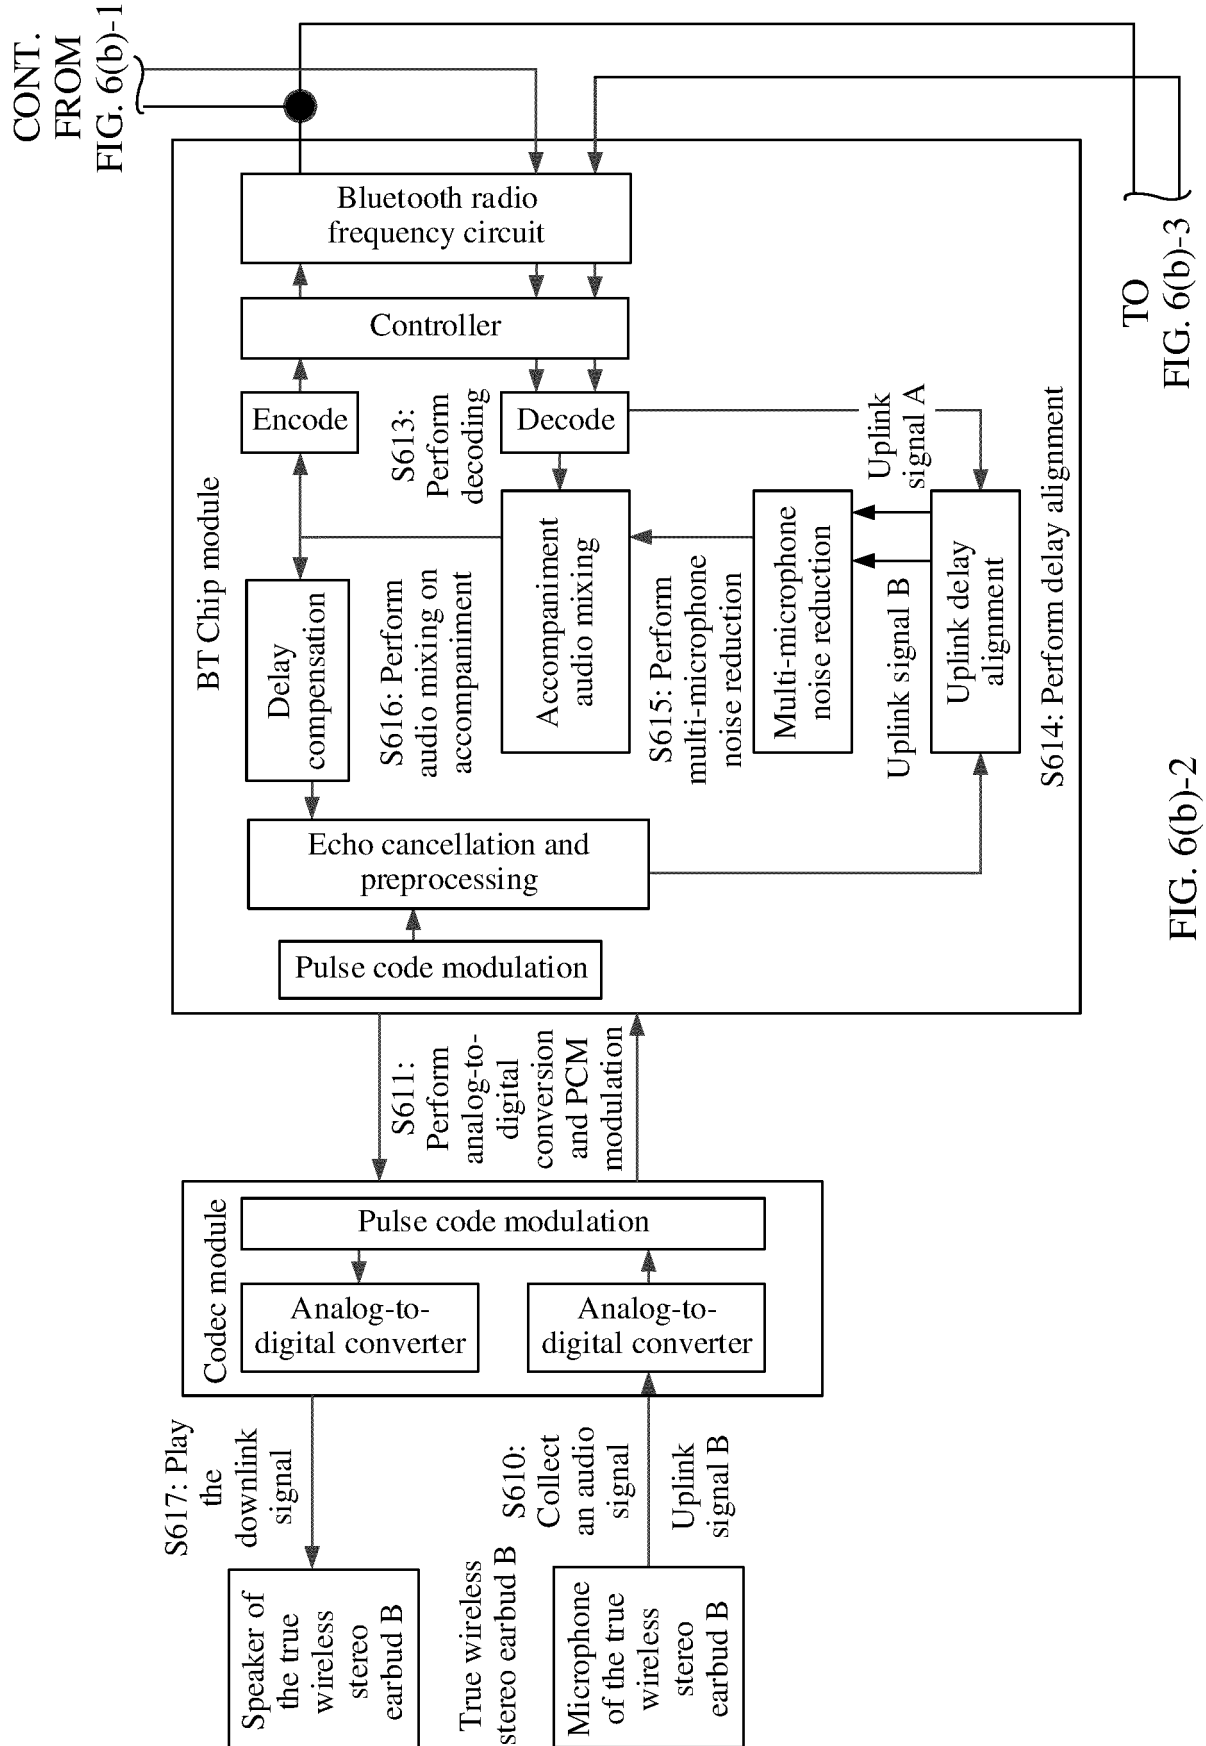 CONT.
FROM
FIG. 6(b)-1
BT Chip module
Bluetooth radio
frequency circuit
Controller
Encode
S613:
Perform
decoding
Decode
Uplink
signal A
Delay
compensation
S616: Perform
audio mixing on
accompaniment
Accompaniment
audio mixing
S615: Perform
multi-microphone
noise reduction
Multi-microphone
noise reduction
Uplink signal B
Uplink delay
alignment
S614: Perform delay alignment
TO
FIG. 6(b)-3
Echo cancellation and
preprocessing
Pulse code modulation
S611:
Perform
analog-to-
digital
conversion
and PCM
modulation
Codec module
Pulse code modulation
Analog-to-
digital converter
Analog-to-
digital converter
S617: Play
the
downlink
signal
S610:
Collect
an audio
signal
Uplink
signal B
Speaker of
the true
wireless
stereo
earbud B
True wireless
stereo earbud B
Microphone
of the true
wireless
stereo
earbud B
FIG. 6(b)-2